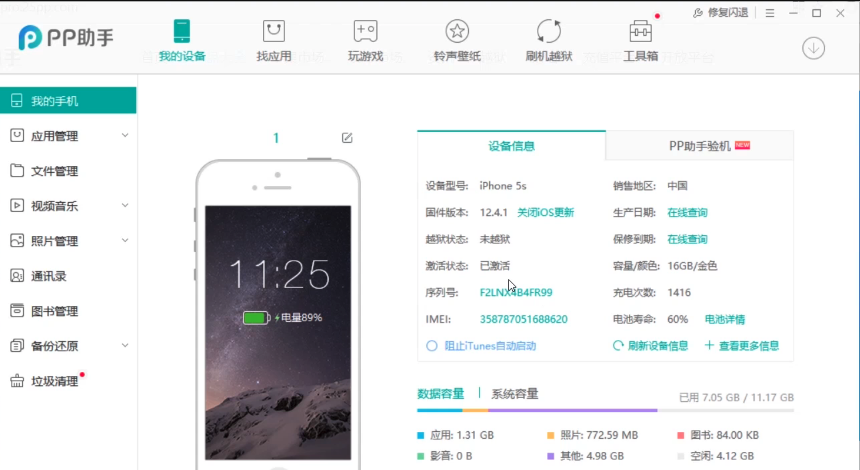 修复闪退
PP助手
我的设备
找应用
玩游戏
铃声壁纸
刷机越狱
工具箱
我的手机
应用管理
文件管理
视频音乐
照片管理
通讯录
图书管理
备份还原
垃圾清理
1
11:25
电量89%
设备信息
PP助手验机 NEW
设备型号: iPhone 5s 销售地区: 中国
固件版本: 12.4.1 关闭iOS更新 生产日期: 在线查询
越狱状态: 未越狱 保修到期: 在线查询
激活状态: 已激活 容量/颜色: 16GB/金色
序列号: F2LNX4B4FR99 充电次数: 1416
IMEI: 358787051688620 电池寿命: 60% 电池详情
阻止iTunes自动启动 刷新设备信息 查看更多信息
数据容量 系统容量 已用 7.05 GB / 11.17 GB
应用: 1.31 GB 照片: 772.59 MB 图书: 84.00 KB
影音: 0 B 其他: 4.98 GB 空闲: 4.12 GB